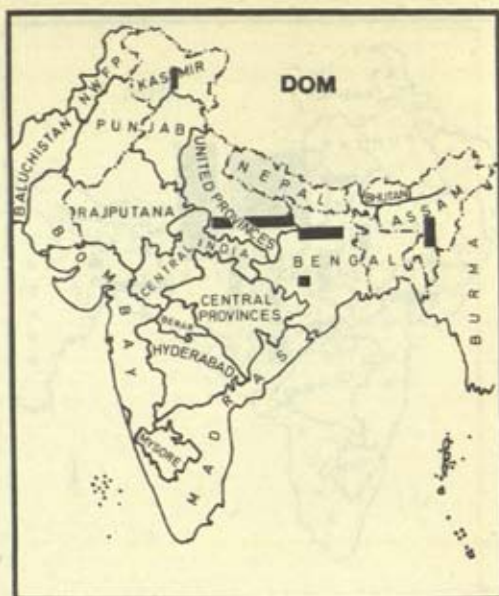 DOM
NWFP
KASHMIR
PUNJAB
BALUCHISTAN
UNITED PROVINCES
NEPAL
BHUTAN
ASSAM
RAJPUTANA
BOMBAY
CENTRAL INDIA
BENGAL
BURMA
CENTRAL PROVINCES
BERAR
HYDERABAD
MADRAS
MYSORE